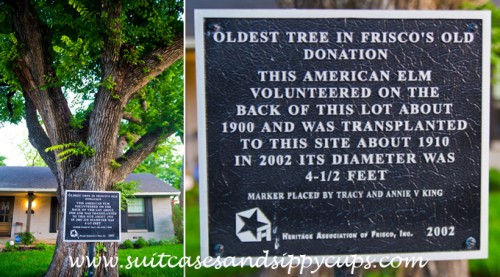 OLDEST TREE IN FRISCO'S OLD
DONATION
THIS AMERICAN ELM
VOLUNTEERED ON THE
BACK OF THIS LOT ABOUT
1900 AND WAS TRANSPLANTED
TO THIS SITE ABOUT 1910
IN 2002 ITS DIAMETER WAS
4-1/2 FEET
MARKER PLACED BY TRACY AND ANNIE V KING
HERITAGE ASSOCIATION OF FRISCO, INC. 2002
www.suitcasesandsippycups.com